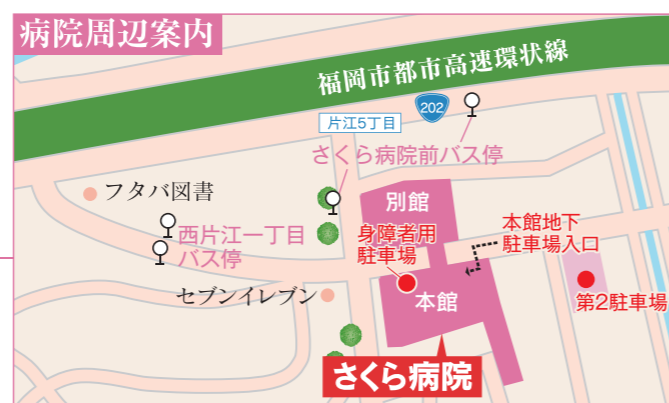 病院周辺案内
福岡市都市高速環状線
202
片江5丁目
さくら病院前バス停
フタバ図書
別館
西片江一丁目
バス停
身障者用
駐車場
本館地下
駐車場入口
セブンイレブン
本館
第2駐車場
さくら病院